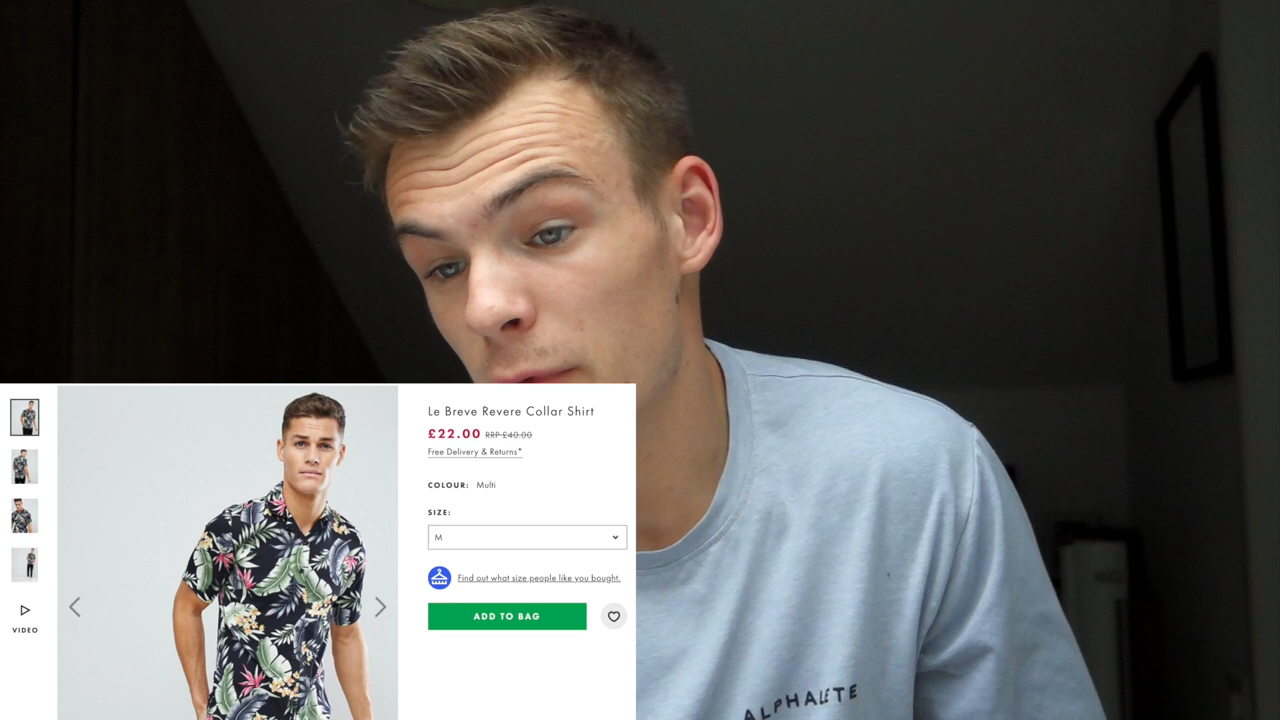 Le Breve Revere Collar Shirt
£22.00 RRP £40.00
Free Delivery & Returns*
COLOUR: Multi
SIZE:
M
Find out what size people like you bought.
ADD TO BAG
VIDEO
ALPHALETE